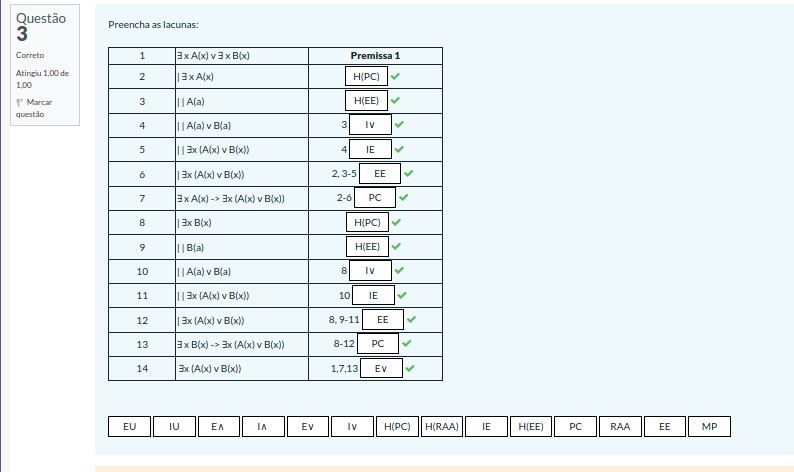 Questão
3
Correto
Atingiu 1,00 de
1,00
Marcar
questão
Preencha as lacunas:
1 ∃ x A(x) v ∃ x B(x) Premissa 1
2 | ∃ x A(x) H(PC)
3 | | A(a) H(EE)
4 | | A(a) v B(a) 3 I∨
5 | | ∃x (A(x) v B(x)) 4 IE
6 | ∃x (A(x) v B(x)) 2, 3-5 EE
7 ∃ x A(x) -> ∃x (A(x) v B(x)) 2-6 PC
8 | ∃x B(x) H(PC)
9 | | B(a) H(EE)
10 | | A(a) v B(a) 8 I∨
11 | | ∃x (A(x) v B(x)) 10 IE
12 | ∃x (A(x) v B(x)) 8, 9-11 EE
13 ∃ x B(x) -> ∃x (A(x) v B(x)) 8-12 PC
14 ∃x (A(x) v B(x)) 1,7,13 E∨
EU IU E∧ I∧ E∨ I∨ H(PC) H(RAA) IE H(EE) PC RAA EE MP